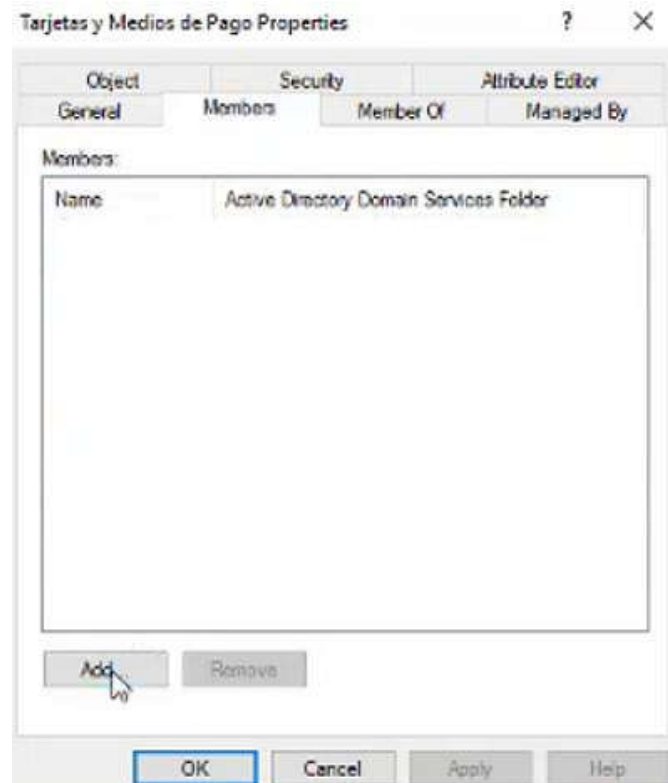 Tarjetas y Medios de Pago Properties ? ×
Object Security Attribute Editor
General Members Member Of Managed By
Members:
Name Active Directory Domain Services Folder
Add... Remove
OK Cancel Apply Help